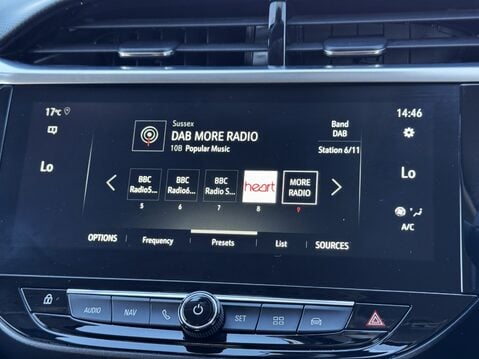 17°C
14:46
Sussex
DAB MORE RADIO
10B Popular Music
Band
DAB
Station 6/11
Lo
Lo
BBC
Radio5...
BBC
Radio6...
BBC
Radio S...
heart
MORE
RADIO
5
6
7
8
9
A/C
OPTIONS
Frequency
Presets
List
SOURCES
AUDIO
NAV
SET